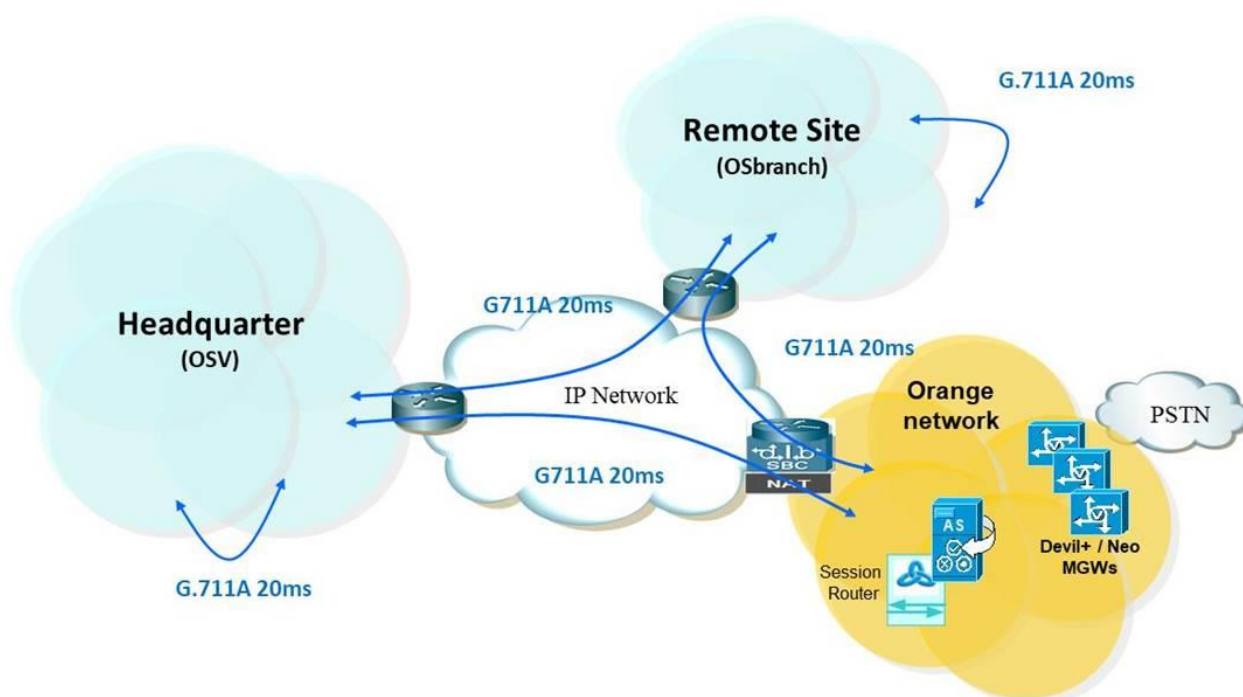 G.711A 20ms
Remote Site
(OSbranch)
Headquarter
(OSV)
G711A 20ms
G711A 20ms
IP Network
Orange
network
PSTN
SBC
NAT
G711A 20ms
AS
Devil+ / Neo
MGWs
Session
Router
G.711A 20ms